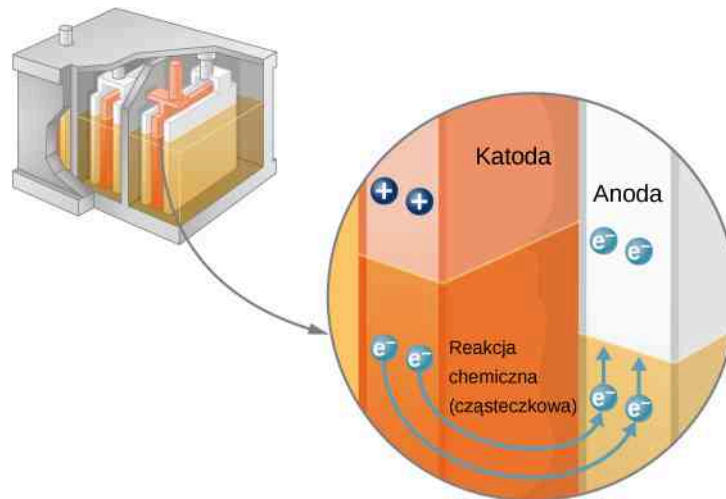 Katoda
Anoda
+
+
e⁻
e⁻
e⁻
e⁻
Reakcja
chemiczna
(cząsteczkowa)
e⁻
e⁻